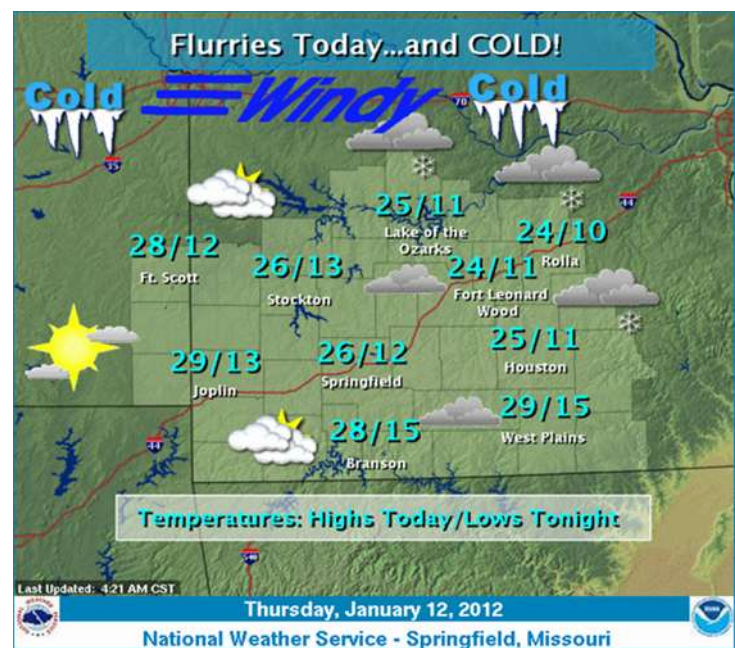 Flurries Today...and COLD!
Cold
Windy
Cold
70
35
44
25/11
Lake of the
Ozarks
24/10
Rolla
28/12
Ft. Scott
26/13
Stockton
24/11
Fort Leonard
Wood
29/13
Joplin
26/12
Springfield
25/11
Houston
28/15
Branson
29/15
West Plains
44
540
Temperatures: Highs Today/Lows Tonight
Last Updated: 4:21 AM CST
Thursday, January 12, 2012
National Weather Service - Springfield, Missouri